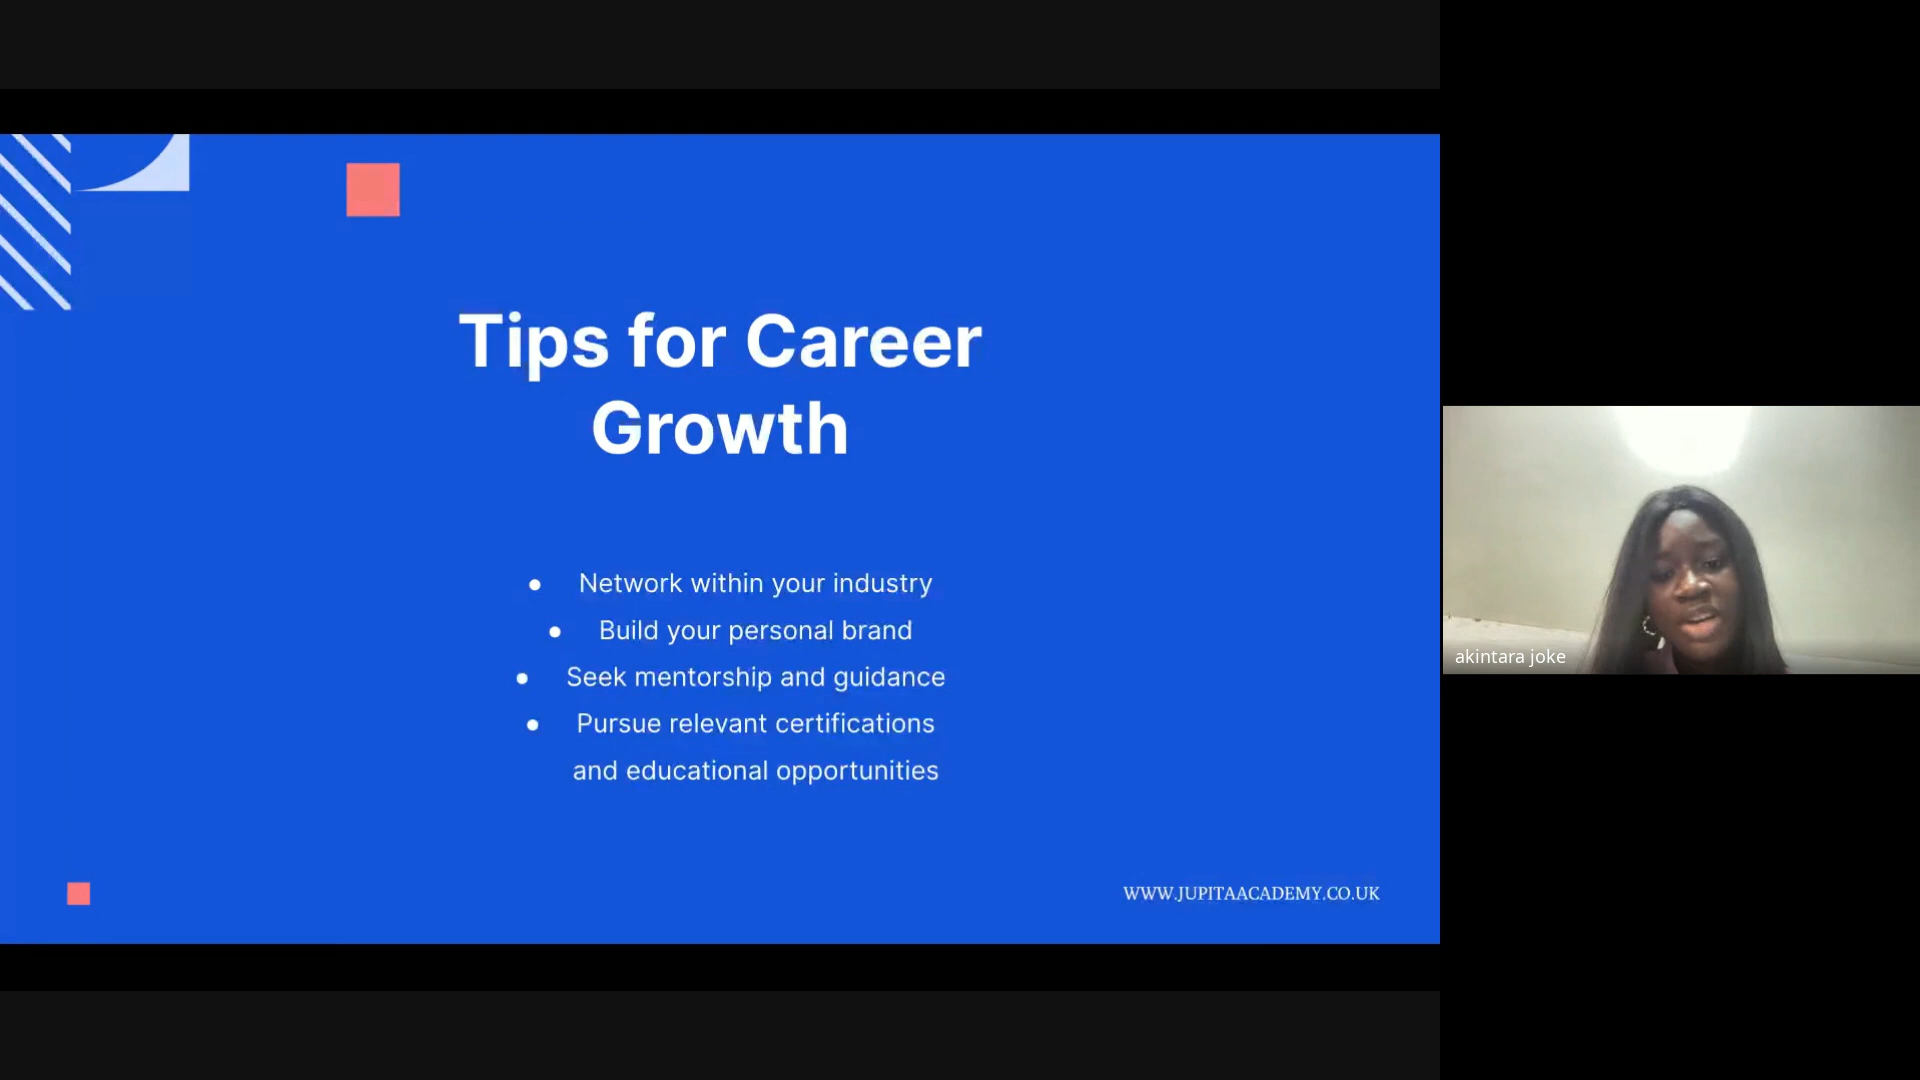 Tips for Career
Growth
● Network within your industry
● Build your personal brand
● Seek mentorship and guidance
● Pursue relevant certifications
and educational opportunities
WWW.JUPITAACADEMY.CO.UK
akintara joke